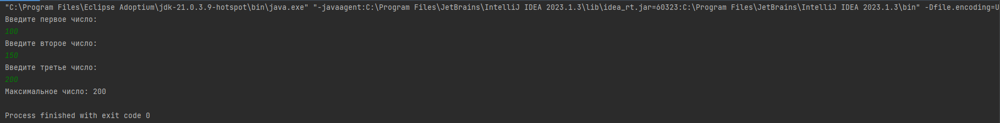 "C:\Program Files\Eclipse Adoptium\jdk-21.0.3.9-hotspot\bin\java.exe" "-javaagent:C:\Program Files\JetBrains\IntelliJ IDEA 2023.1.3\lib\idea_rt.jar=60323:C:\Program Files\JetBrains\IntelliJ IDEA 2023.1.3\bin" -Dfile.encoding=U
Введите первое число:
100
Введите второе число:
150
Введите третье число:
200
Максимальное число: 200
Process finished with exit code 0